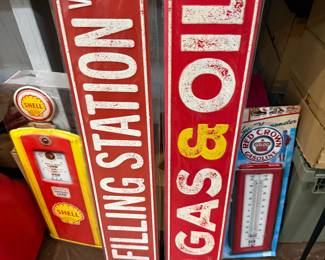 SHELL
SHELL
FILLING STATION
GAS & OIL
RED CROWN
GASOLINE